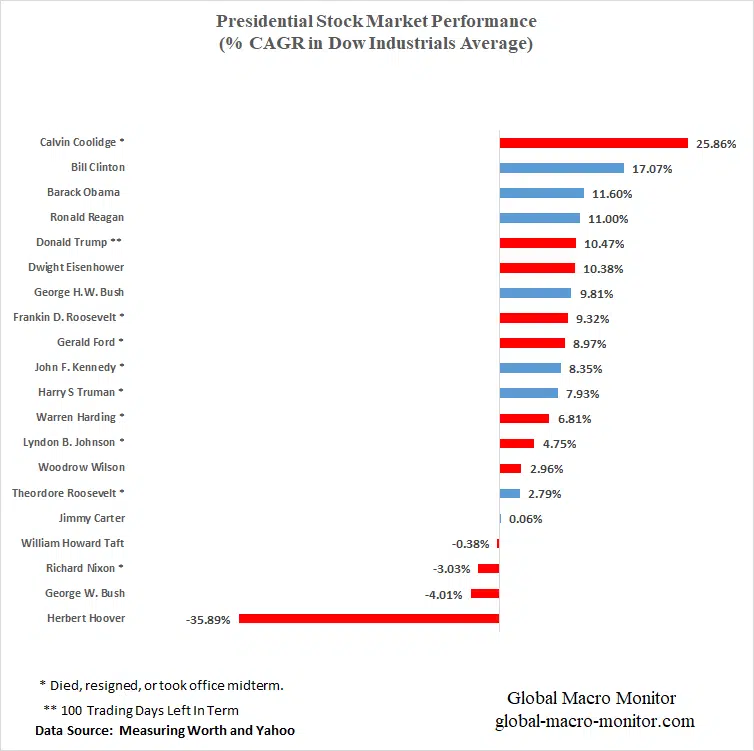 Presidential Stock Market Performance
(% CAGR in Dow Industrials Average)
Calvin Coolidge * 25.86%
Bill Clinton 17.07%
Barack Obama 11.60%
Ronald Reagan 11.00%
Donald Trump ** 10.47%
Dwight Eisenhower 10.38%
George H.W. Bush 9.81%
Frankin D. Roosevelt * 9.32%
Gerald Ford * 8.97%
John F. Kennedy * 8.35%
Harry S Truman * 7.93%
Warren Harding * 6.81%
Lyndon B. Johnson * 4.75%
Woodrow Wilson 2.96%
Theordore Roosevelt * 2.79%
Jimmy Carter 0.06%
William Howard Taft -0.38%
Richard Nixon * -3.03%
George W. Bush -4.01%
Herbert Hoover -35.89%
* Died, resigned, or took office midterm.
** 100 Trading Days Left In Term
Data Source: Measuring Worth and Yahoo
Global Macro Monitor
global-macro-monitor.com